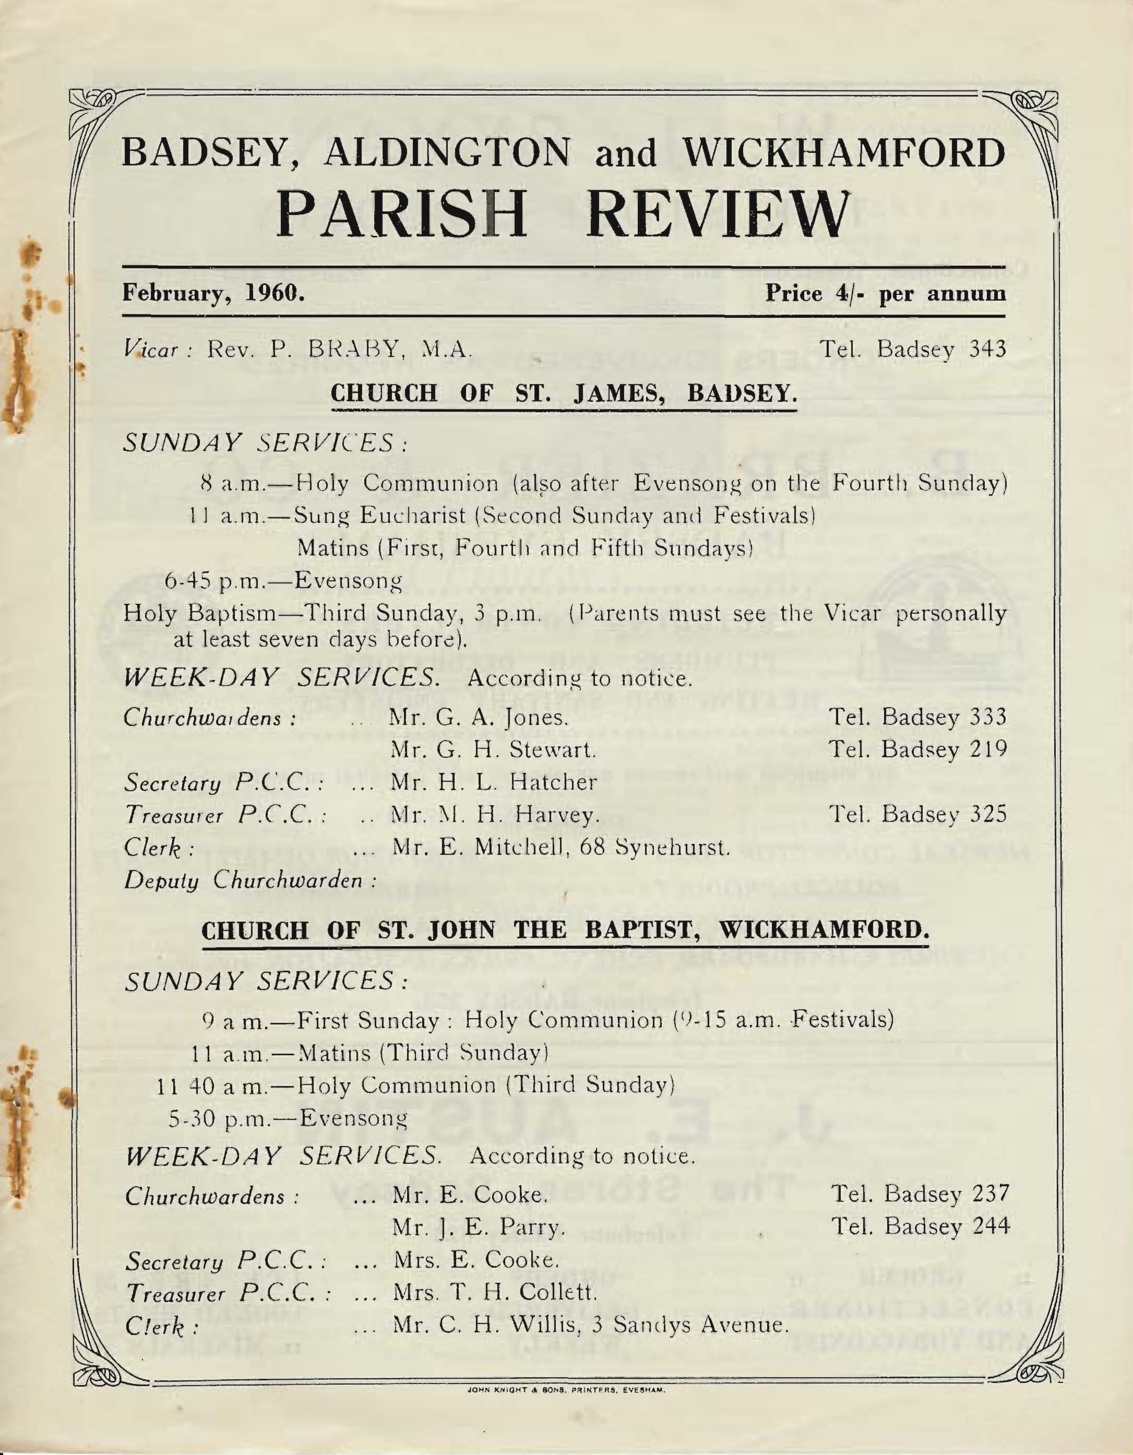 BADSEY, ALDINGTON and WICKHAMFORD
PARISH REVIEW
February, 1960. Price 4/- per annum
Vicar : Rev. P. BRABY, M.A. Tel. Badsey 343
CHURCH OF ST. JAMES, BADSEY.
SUNDAY SERVICES :
8 a.m.—Holy Communion (also after Evensong on the Fourth Sunday)
11 a.m.—Sung Eucharist (Second Sunday and Festivals)
Matins (First, Fourth and Fifth Sundays)
6-45 p.m.—Evensong
Holy Baptism—Third Sunday, 3 p.m. (Parents must see the Vicar personally
at least seven days before).
WEEK-DAY SERVICES. According to notice.
Churchwardens : .. Mr. G. A. Jones. Tel. Badsey 333
Mr. G. H. Stewart. Tel. Badsey 219
Secretary P.C.C. : ... Mr. H. L. Hatcher
Treasurer P.C.C. : .. Mr. M. H. Harvey. Tel. Badsey 325
Clerk : ... Mr. E. Mitchell, 68 Synehurst.
Deputy Churchwarden :
CHURCH OF ST. JOHN THE BAPTIST, WICKHAMFORD.
SUNDAY SERVICES :
9 a m.—First Sunday : Holy Communion (9-15 a.m. Festivals)
11 a.m.—Matins (Third Sunday)
11 40 a m.—Holy Communion (Third Sunday)
5-30 p.m.—Evensong
WEEK-DAY SERVICES. According to notice.
Churchwardens : ... Mr. E. Cooke. Tel. Badsey 237
Mr. J. E. Parry. Tel. Badsey 244
Secretary P.C.C. : ... Mrs. E. Cooke.
Treasurer P.C.C. : ... Mrs. T. H. Collett.
Clerk : ... Mr. C. H. Willis, 3 Sandys Avenue.
JOHN KNIGHT & SONS, PRINTERS, EVESHAM.